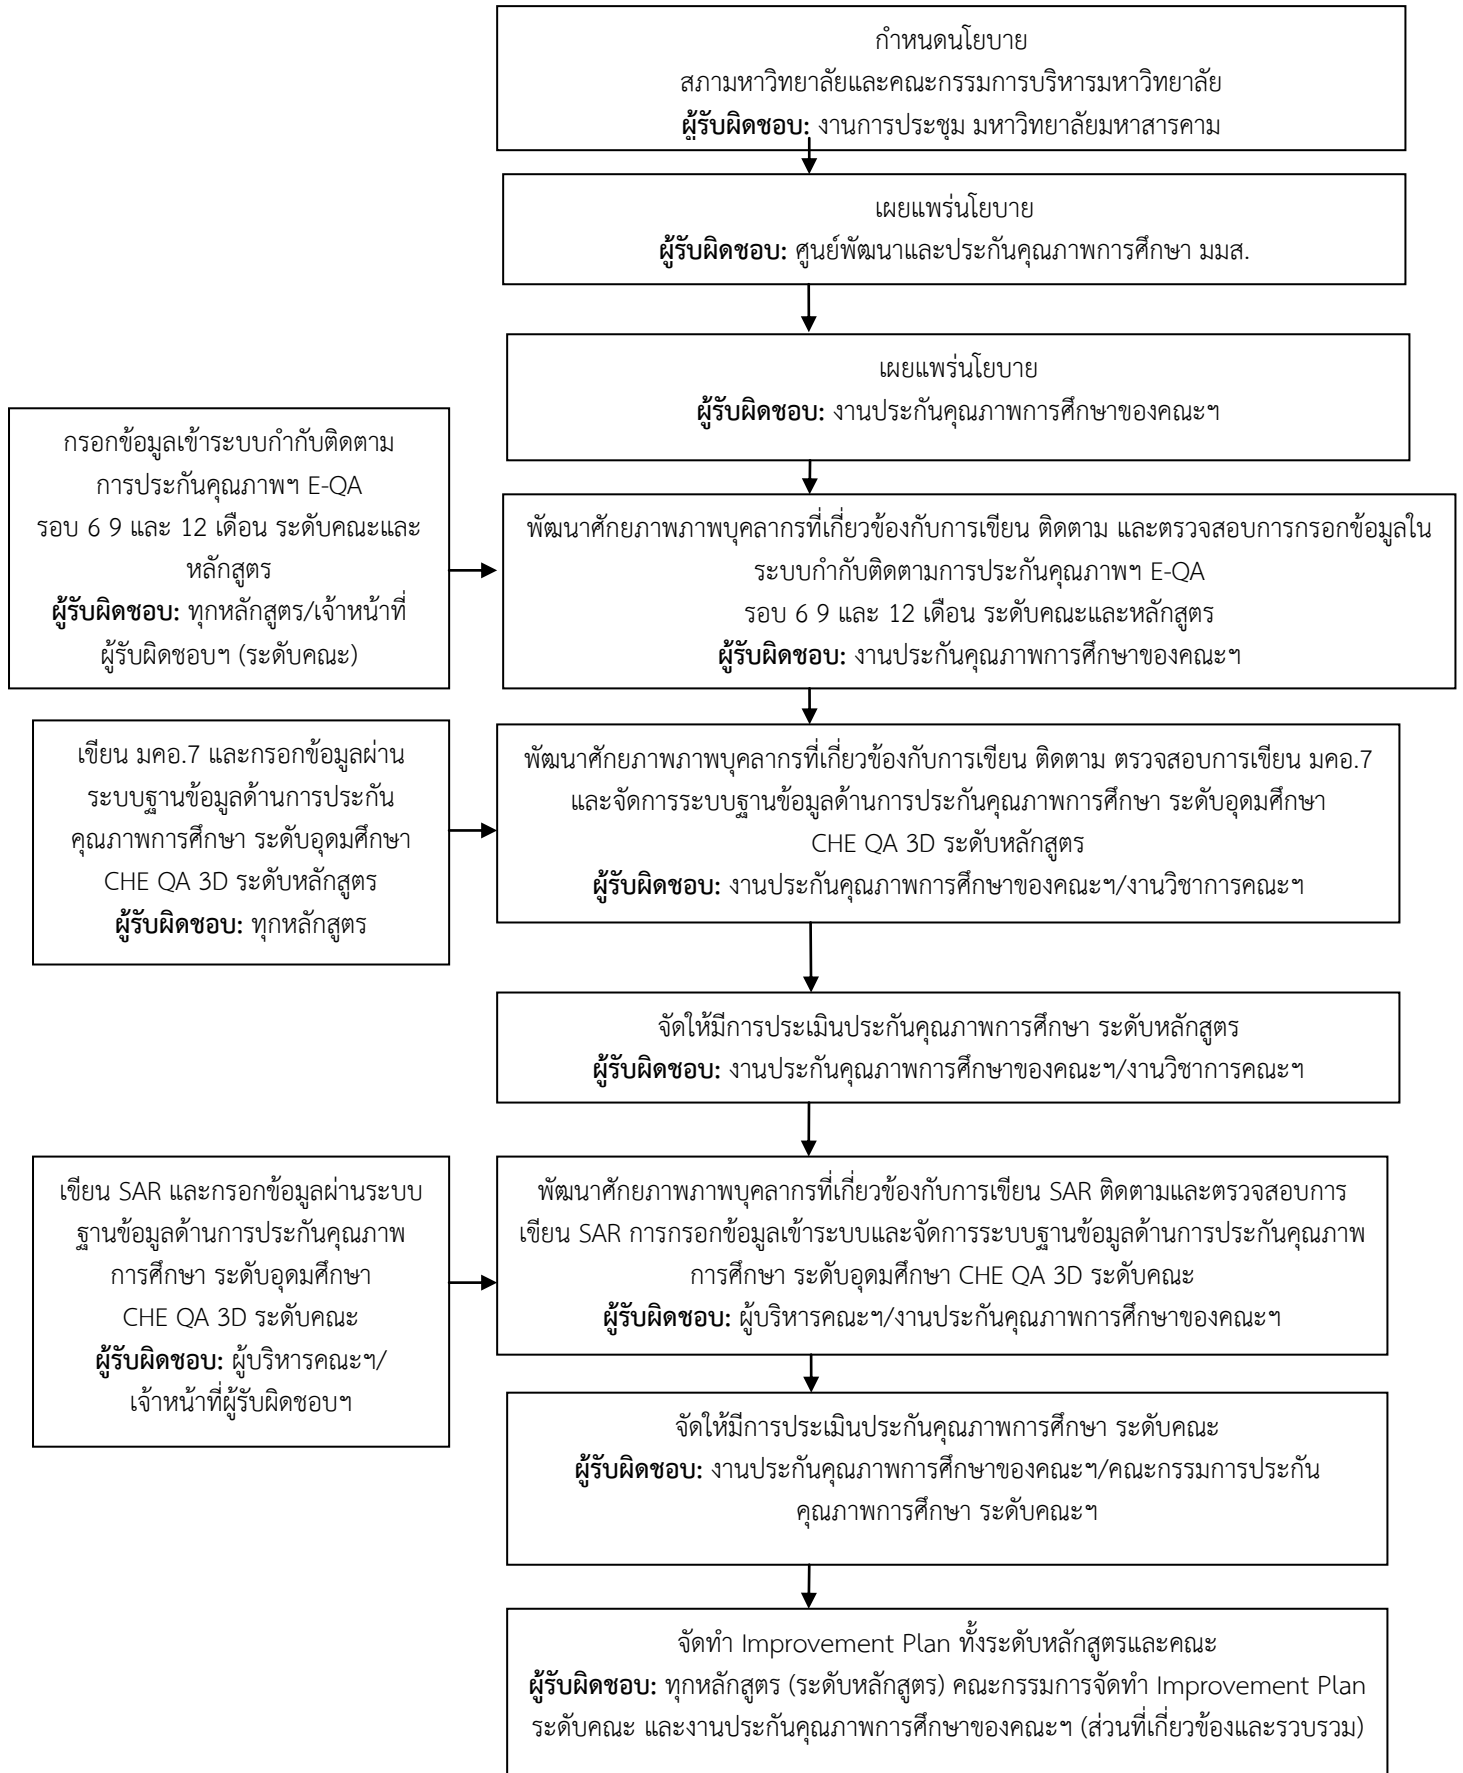 กำหนดนโยบาย
สภามหาวิทยาลัยและคณะกรรมการบริหารมหาวิทยาลัย
ผู้รับผิดชอบ: งานการประชุม มหาวิทยาลัยมหาสารคาม
เผยแพร่นโยบาย
ผู้รับผิดชอบ: ศูนย์พัฒนาและประกันคุณภาพการศึกษา มมส.
เผยแพร่นโยบาย
ผู้รับผิดชอบ: งานประกันคุณภาพการศึกษาของคณะฯ
กรอกข้อมูลเข้าระบบกำกับติดตาม
การประกันคุณภาพฯ E-QA
รอบ 6 9 และ 12 เดือน ระดับคณะและ
หลักสูตร
ผู้รับผิดชอบ: ทุกหลักสูตร/เจ้าหน้าที่
ผู้รับผิดชอบฯ (ระดับคณะ)
พัฒนาศักยภาพภาพบุคลากรที่เกี่ยวข้องกับการเขียน ติดตาม และตรวจสอบการกรอกข้อมูลใน
ระบบกำกับติดตามการประกันคุณภาพฯ E-QA
รอบ 6 9 และ 12 เดือน ระดับคณะและหลักสูตร
ผู้รับผิดชอบ: งานประกันคุณภาพการศึกษาของคณะฯ
เขียน มคอ.7 และกรอกข้อมูลผ่าน
ระบบฐานข้อมูลด้านการประกัน
คุณภาพการศึกษา ระดับอุดมศึกษา
CHE QA 3D ระดับหลักสูตร
ผู้รับผิดชอบ: ทุกหลักสูตร
พัฒนาศักยภาพภาพบุคลากรที่เกี่ยวข้องกับการเขียน ติดตาม ตรวจสอบการเขียน มคอ.7
และจัดการระบบฐานข้อมูลด้านการประกันคุณภาพการศึกษา ระดับอุดมศึกษา
CHE QA 3D ระดับหลักสูตร
ผู้รับผิดชอบ: งานประกันคุณภาพการศึกษาของคณะฯ/งานวิชาการคณะฯ
จัดให้มีการประเมินประกันคุณภาพการศึกษา ระดับหลักสูตร
ผู้รับผิดชอบ: งานประกันคุณภาพการศึกษาของคณะฯ/งานวิชาการคณะฯ
เขียน SAR และกรอกข้อมูลผ่านระบบ
ฐานข้อมูลด้านการประกันคุณภาพ
การศึกษา ระดับอุดมศึกษา
CHE QA 3D ระดับคณะ
ผู้รับผิดชอบ: ผู้บริหารคณะฯ/
เจ้าหน้าที่ผู้รับผิดชอบฯ
พัฒนาศักยภาพภาพบุคลากรที่เกี่ยวข้องกับการเขียน SAR ติดตามและตรวจสอบการ
เขียน SAR การกรอกข้อมูลเข้าระบบและจัดการระบบฐานข้อมูลด้านการประกันคุณภาพ
การศึกษา ระดับอุดมศึกษา CHE QA 3D ระดับคณะ
ผู้รับผิดชอบ: ผู้บริหารคณะฯ/งานประกันคุณภาพการศึกษาของคณะฯ
จัดให้มีการประเมินประกันคุณภาพการศึกษา ระดับคณะ
ผู้รับผิดชอบ: งานประกันคุณภาพการศึกษาของคณะฯ/คณะกรรมการประกัน
คุณภาพการศึกษา ระดับคณะฯ
จัดทำ Improvement Plan ทั้งระดับหลักสูตรและคณะ
ผู้รับผิดชอบ: ทุกหลักสูตร (ระดับหลักสูตร) คณะกรรมการจัดทำ Improvement Plan
ระดับคณะ และงานประกันคุณภาพการศึกษาของคณะฯ (ส่วนที่เกี่ยวข้องและรวบรวม)